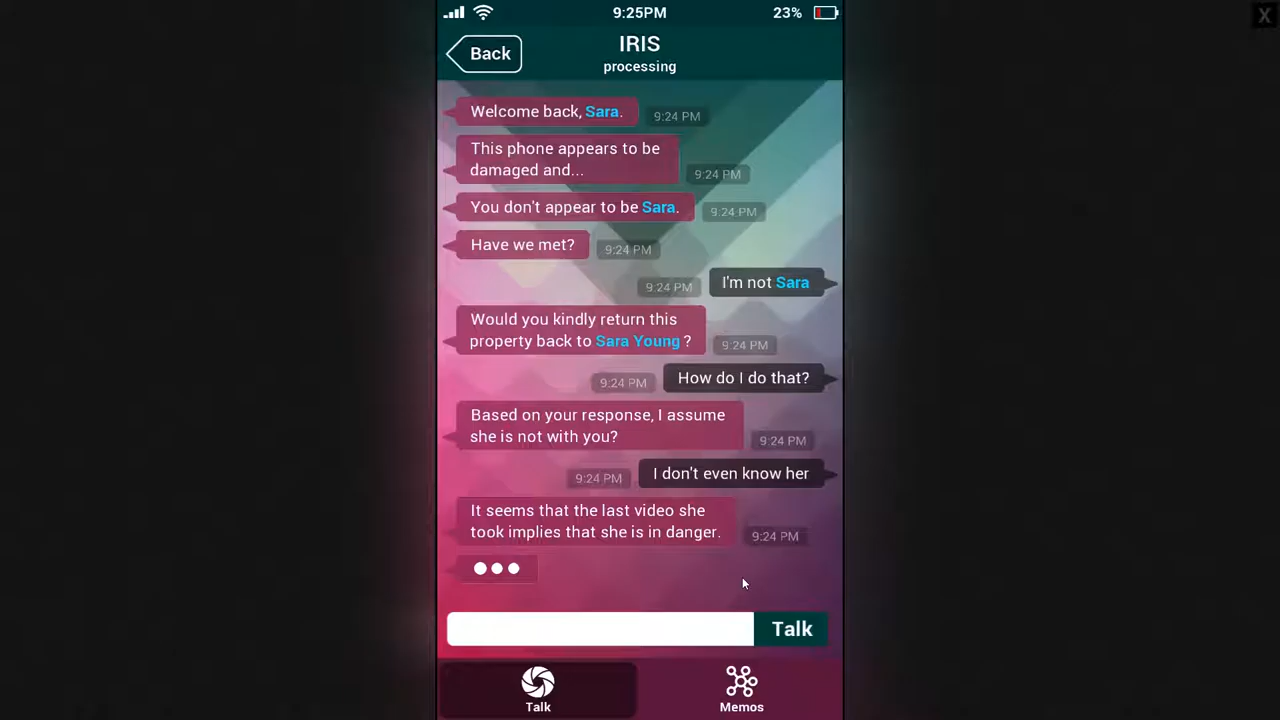 9:25PM
23%
X
Back
IRIS
processing
Welcome back, Sara.
9:24 PM
This phone appears to be
damaged and...
9:24 PM
You don't appear to be Sara.
9:24 PM
Have we met?
9:24 PM
9:24 PM
I'm not Sara
Would you kindly return this
property back to Sara Young ?
9:24 PM
9:24 PM
How do I do that?
Based on your response, I assume
she is not with you?
9:24 PM
9:24 PM
I don't even know her
It seems that the last video she
took implies that she is in danger.
9:24 PM
Talk
Talk
Memos